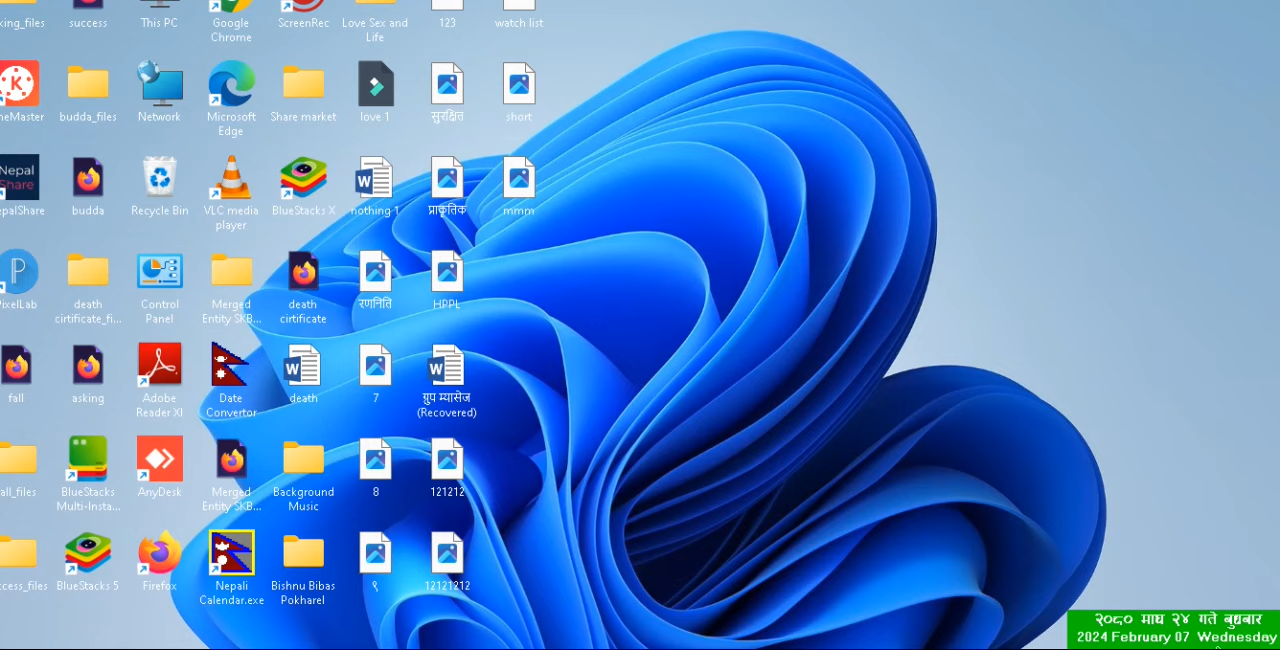 king_files
success
This PC
Google
Chrome
ScreenRec
Love Sex and
Life
123
watch list
neMaster
budda_files
Network
Microsoft
Edge
Share market
love 1
सुरक्षित
short
Nepal
Share
epalShare
budda
Recycle Bin
VLC media
player
BlueStacks X
nothing 1
प्राकृतिक
mmm
PixelLab
death
cirtificate_fi...
Control
Panel
Merged
Entity SKB...
death
cirtificate
रणनिति
HPPL
fall
asking
Adobe
Reader XI
Date
Convertor
death
7
ग्रुप म्यासेज
(Recovered)
all_files
BlueStacks
Multi-Insta...
AnyDesk
Merged
Entity SKB...
Background
Music
8
121212
ccess_files
BlueStacks 5
Firefox
Nepali
Calendar.exe
Bishnu Bibas
Pokharel
९
12121212
२०८० माघ २४ गते बुधबार
2024 February 07 Wednesday